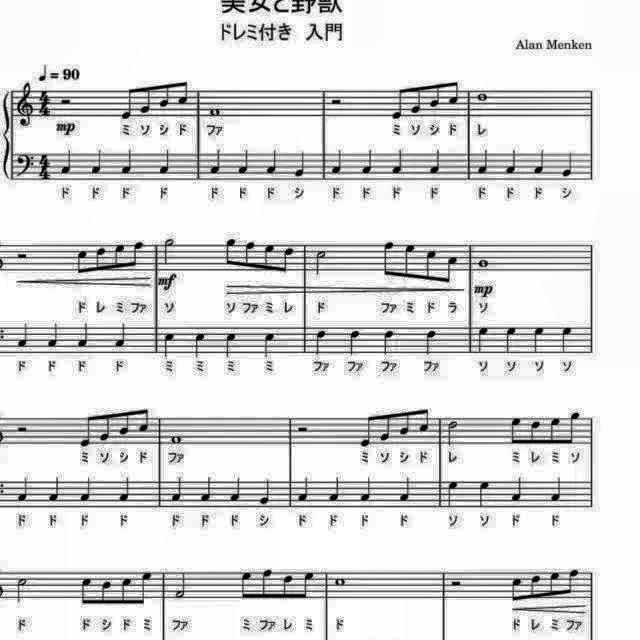 美女と野獣
ドレミ付き 入門
Alan Menken
♩ = 90
mp ミ ソ シ ド ファ ミ ソ シ ド レ
ド ド ド ド ド ド ド シ ド ド ド ド ド ド ド シ
mf
mp
ド レ ミ ファ ソ ソ ファ ミ レ ド ファ ミ ド ラ ソ
ド ド ド ド ミ ミ ミ ミ ファ ファ ファ ファ ソ ソ ソ ソ
ミ ソ シ ド ファ ミ ソ シ ド レ ミ レ ミ ソ
ド ド ド ド ド ド ド シ ド ド ド ド ソ ソ ド ド
ド ド シ ド ミ ファ ミ ファ レ ミ ド ド レ ミ ファ